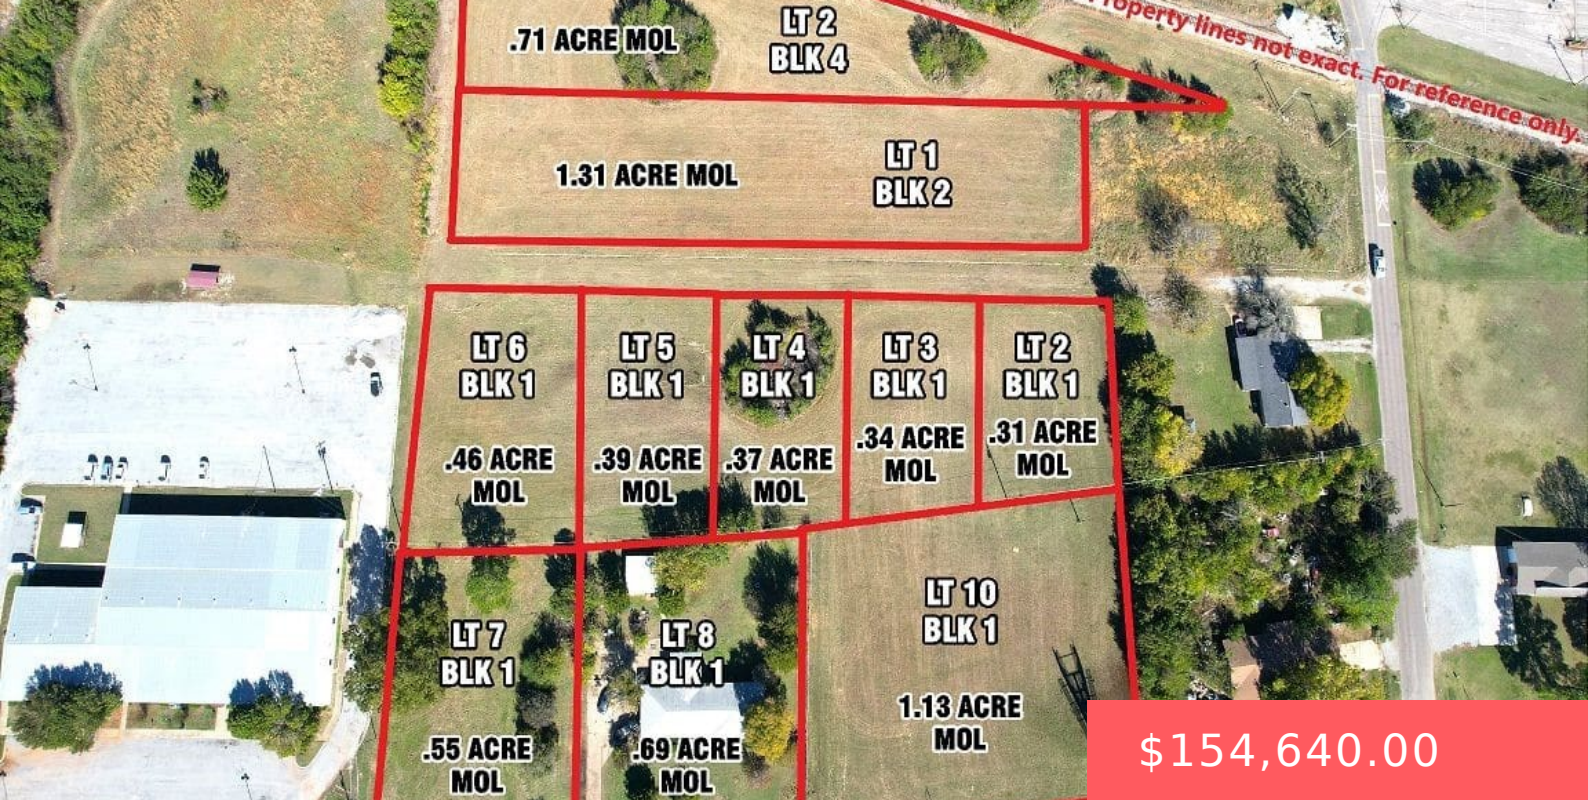 .71 ACRE MOL
LT 2
BLK 4
Property lines not exact. For reference only.
1.31 ACRE MOL
LT 1
BLK 2
LT 6
BLK 1
.46 ACRE
MOL
LT 5
BLK 1
.39 ACRE
MOL
LT 4
BLK 1
.37 ACRE
MOL
LT 3
BLK 1
.34 ACRE
MOL
LT 2
BLK 1
.31 ACRE
MOL
LT 7
BLK 1
.55 ACRE
MOL
LT 8
BLK 1
.69 ACRE
MOL
LT 10
BLK 1
1.13 ACRE
MOL
$154,640.00